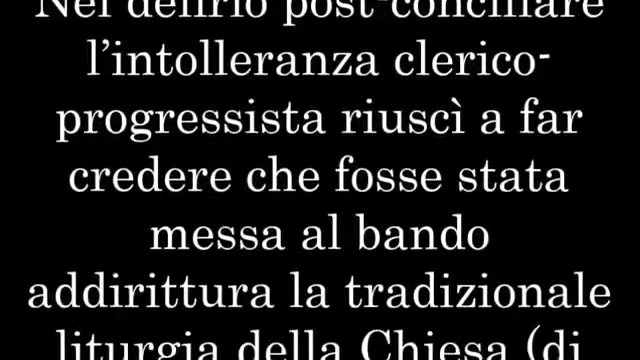 Nel delirio post-conciliare
l’intolleranza clerico-
progressista riuscì a far
credere che fosse stata
messa al bando
addirittura la tradizionale
liturgia della Chiesa (di